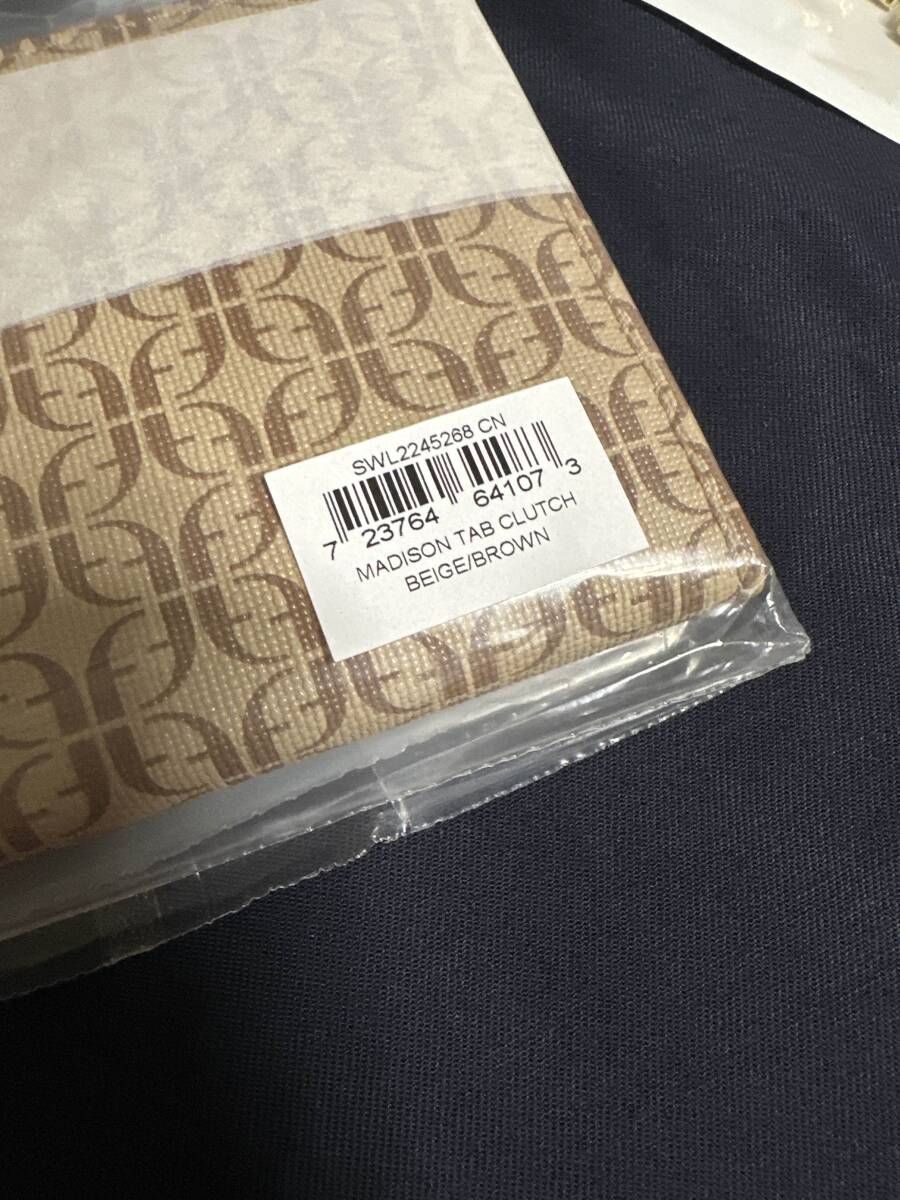 SWL2245268 CN
7 23764 64107 3
MADISON TAB CLUTCH
BEIGE/BROWN